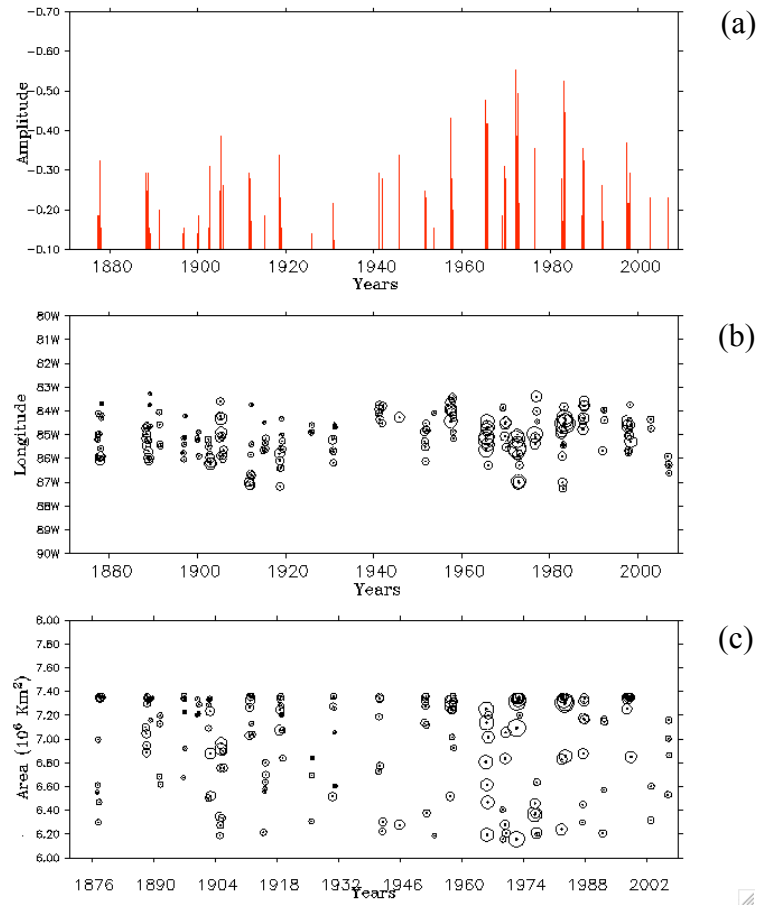 (a)
-0.70
-0.60
-0.50
-0.40
-0.30
-0.20
-0.10
Amplitude
1880 1900 1920 1940 1960 1980 2000
Years
(b)
80W
81W
82W
83W
84W
85W
86W
87W
88W
89W
90W
Longitude
1880 1900 1920 1940 1960 1980 2000
Years
(c)
8.00
7.80
7.60
7.40
7.20
7.00
6.80
6.60
6.40
6.20
6.00
Area (10⁶ Km²)
1876 1890 1904 1918 1932 1946 1960 1974 1988 2002
Years